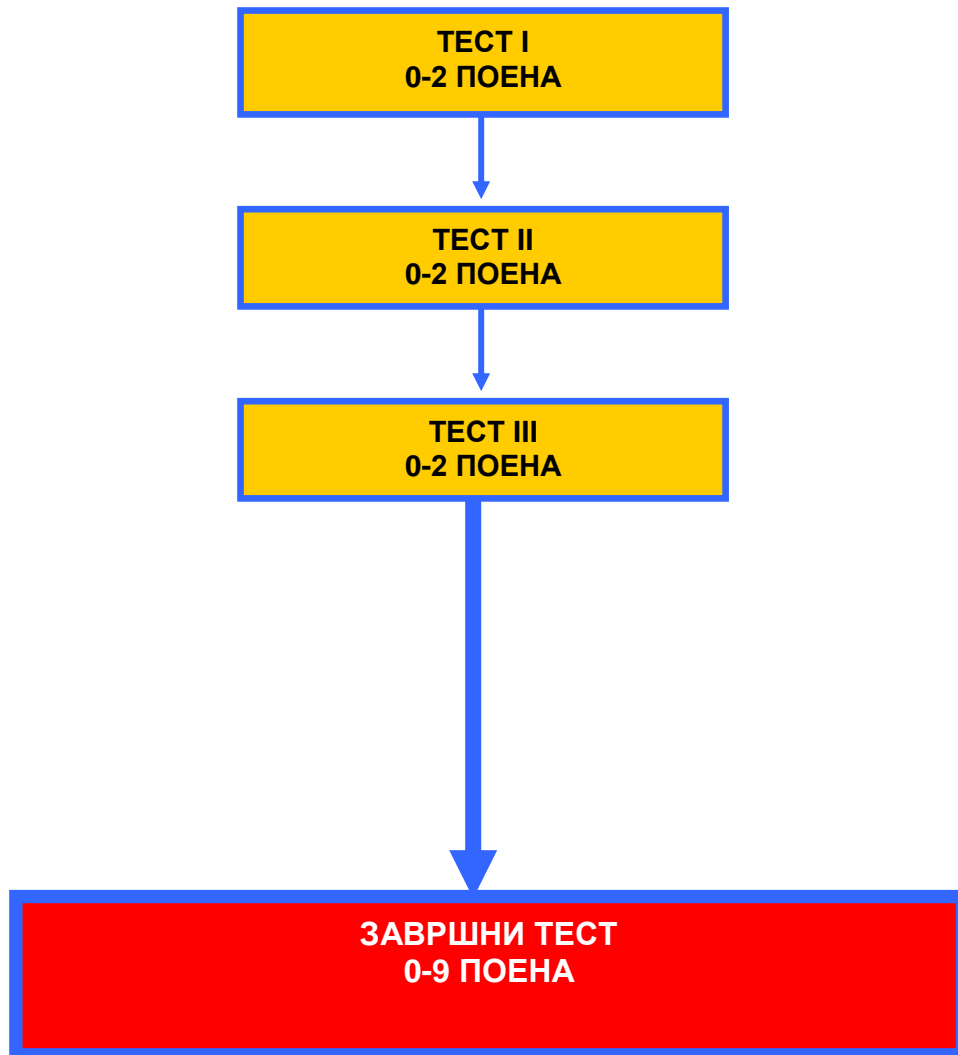 ТЕСТ I
0-2 ПОЕНА
ТЕСТ II
0-2 ПОЕНА
ТЕСТ III
0-2 ПОЕНА
ЗАВРШНИ ТЕСТ
0-9 ПОЕНА